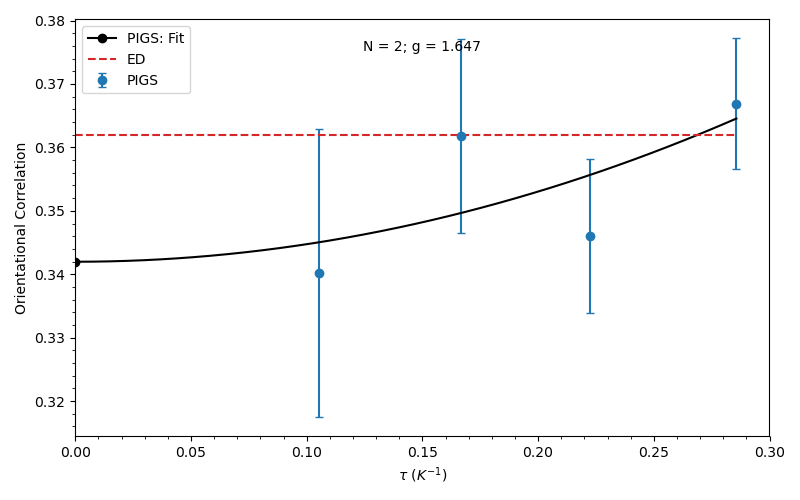 0.38
0.37
0.36
0.35
0.34
0.33
0.32
Orientational Correlation
PIGS: Fit
ED
PIGS
N = 2; g = 1.647
0.00 0.05 0.10 0.15 0.20 0.25 0.30
τ (K⁻¹)